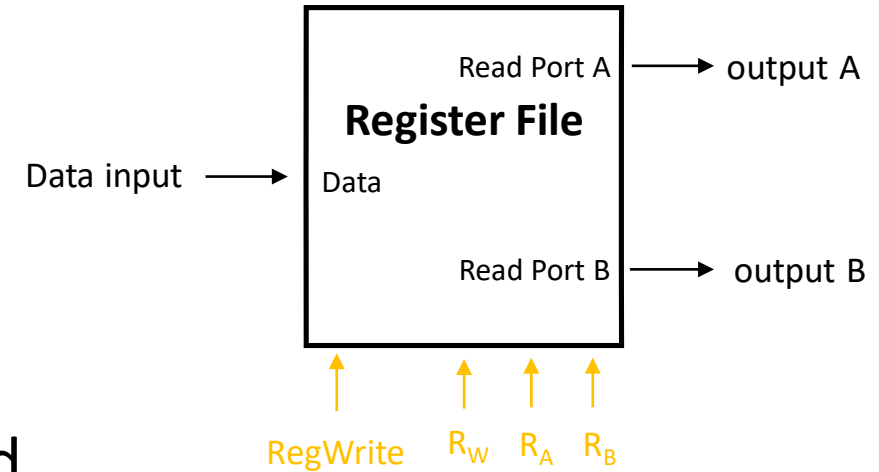 Read Port A
output A
Register File
Data input
Data
Read Port B
output B
RegWrite
R_W
R_A
R_B
d